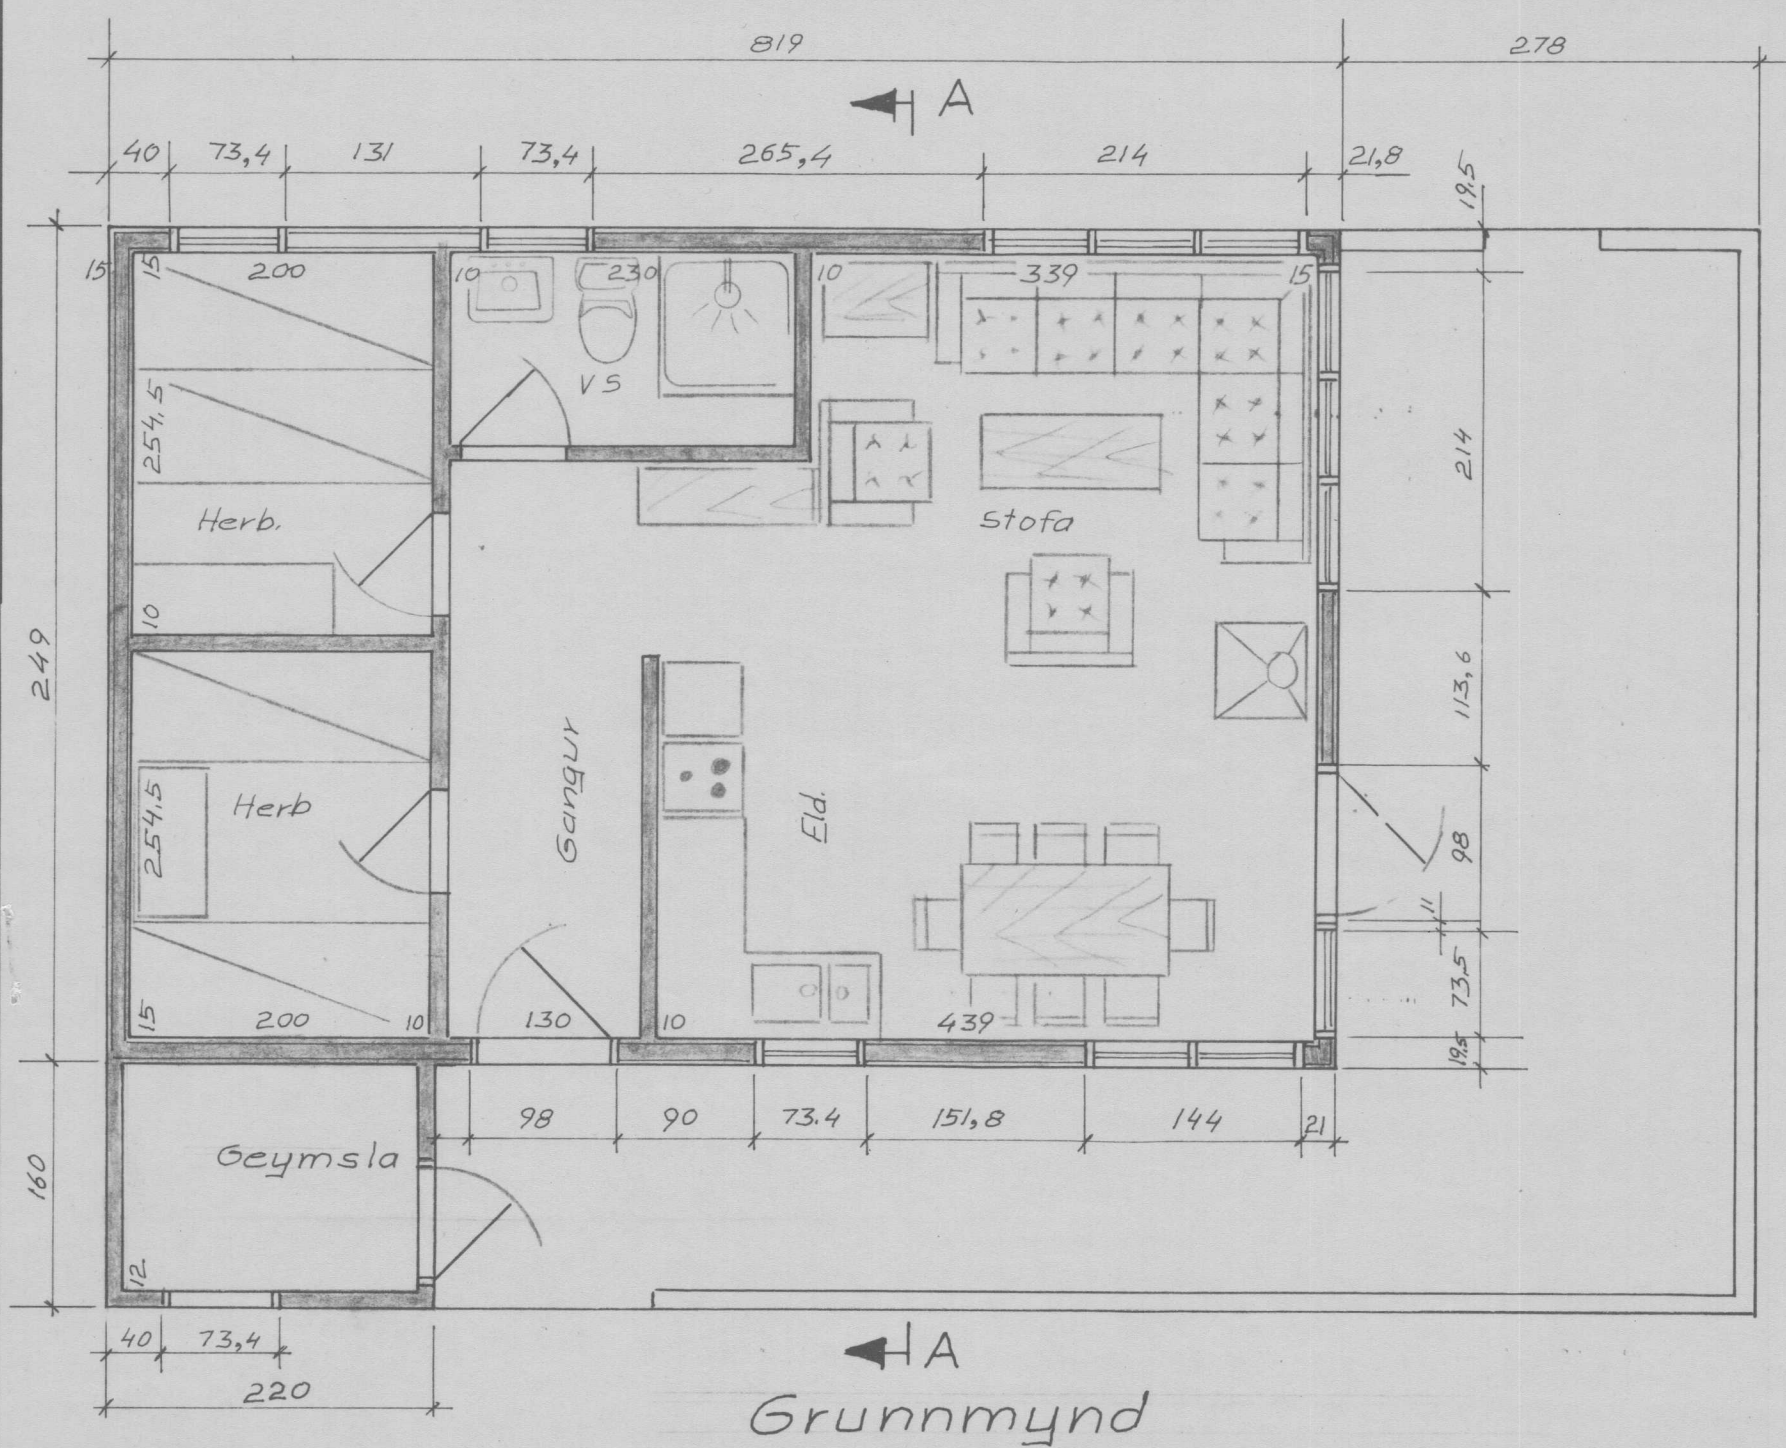 819
278
A
40 73,4 131 73,4 265,4 214 21,8
19.5
15 15 200 10 230 10 339 15
VS
254,5
214
Herb.
Stofa
10
249
113,6
Gangur
Eld.
254,5
Herb
98
11
73,5
15 200 10 130 10 439
19,5
98 90 73.4 151,8 144 21
Geymsla
160
12
40 73,4
A
220
Grunnmynd